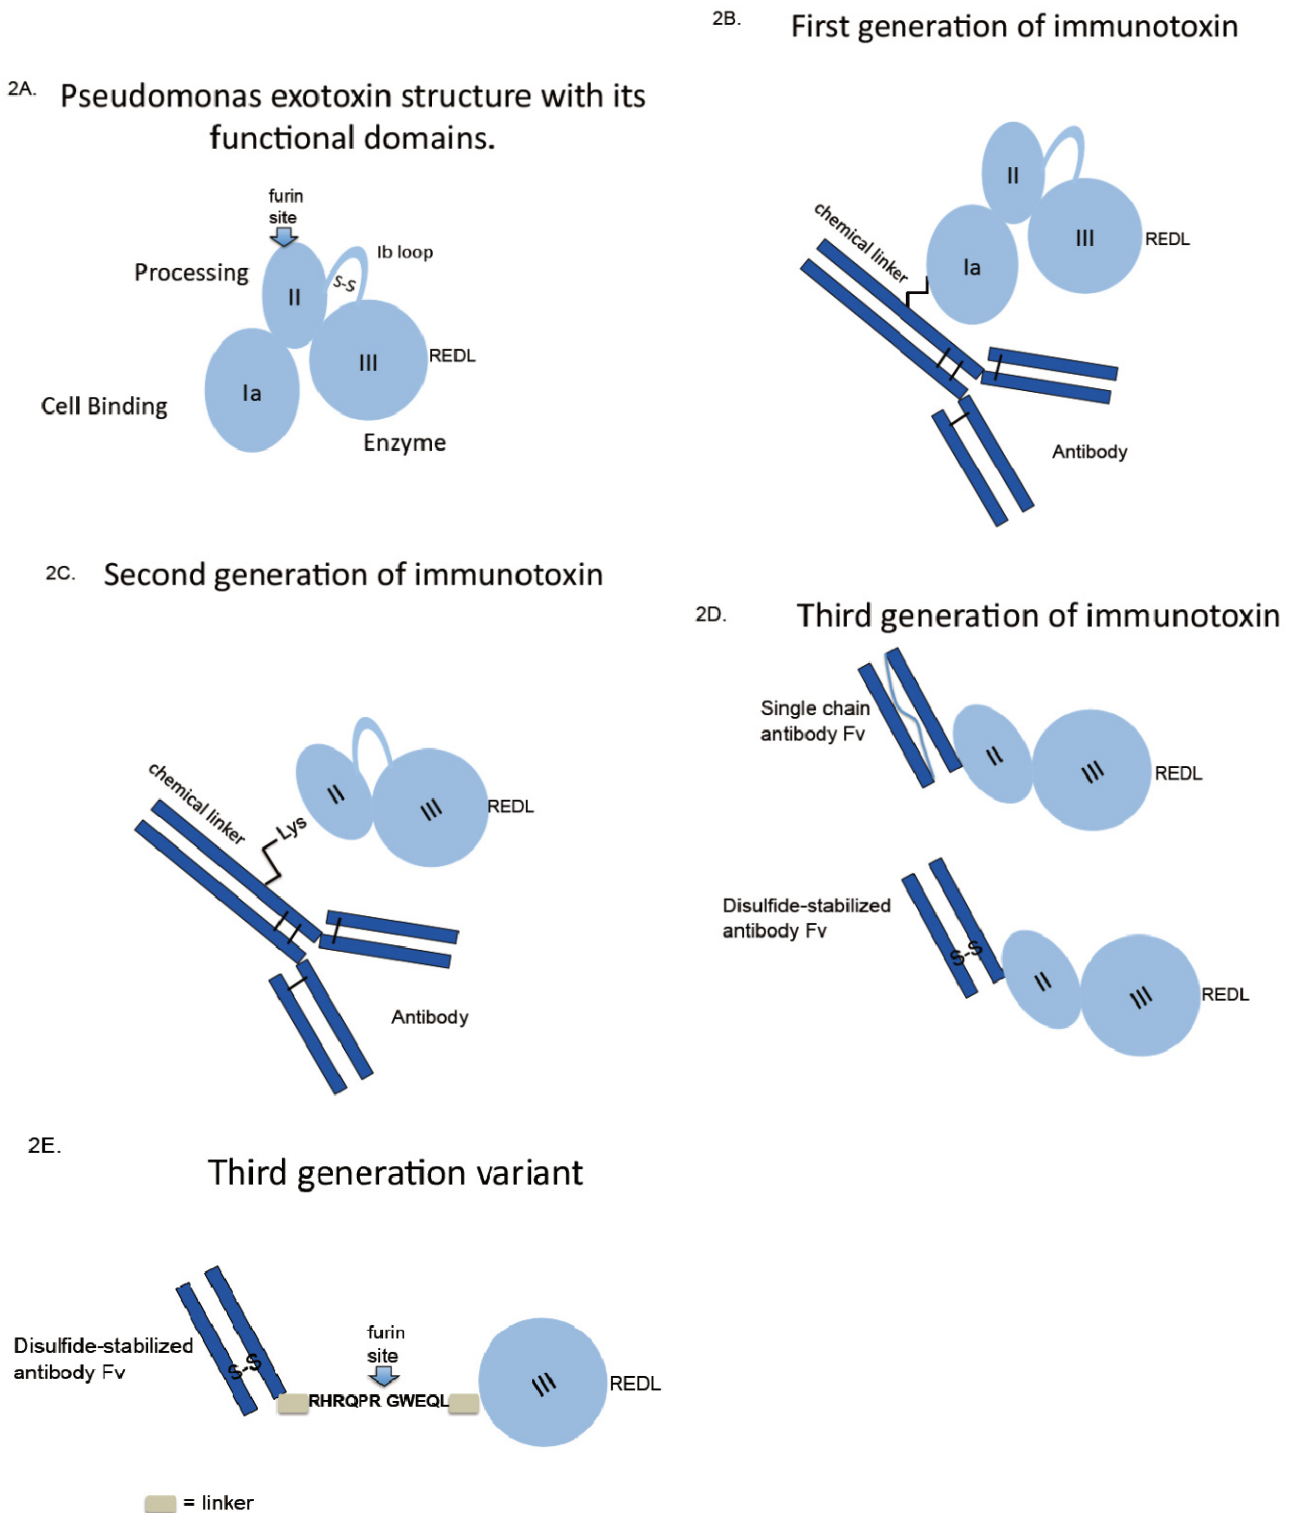 2A. Pseudomonas exotoxin structure with its
functional domains.
furin
site
Ib loop
Processing
S-S
II
III
REDL
Ia
Cell Binding
Enzyme
2B. First generation of immunotoxin
II
chemical linker
III
REDL
Ia
Antibody
2C. Second generation of immunotoxin
chemical linker
Lys
II
III
REDL
Antibody
2D. Third generation of immunotoxin
Single chain
antibody Fv
II
III
REDL
Disulfide-stabilized
antibody Fv
S-S
II
III
REDL
2E.
Third generation variant
Disulfide-stabilized
antibody Fv
S-S
furin
site
RHRQPR GWEQL
III
REDL
= linker